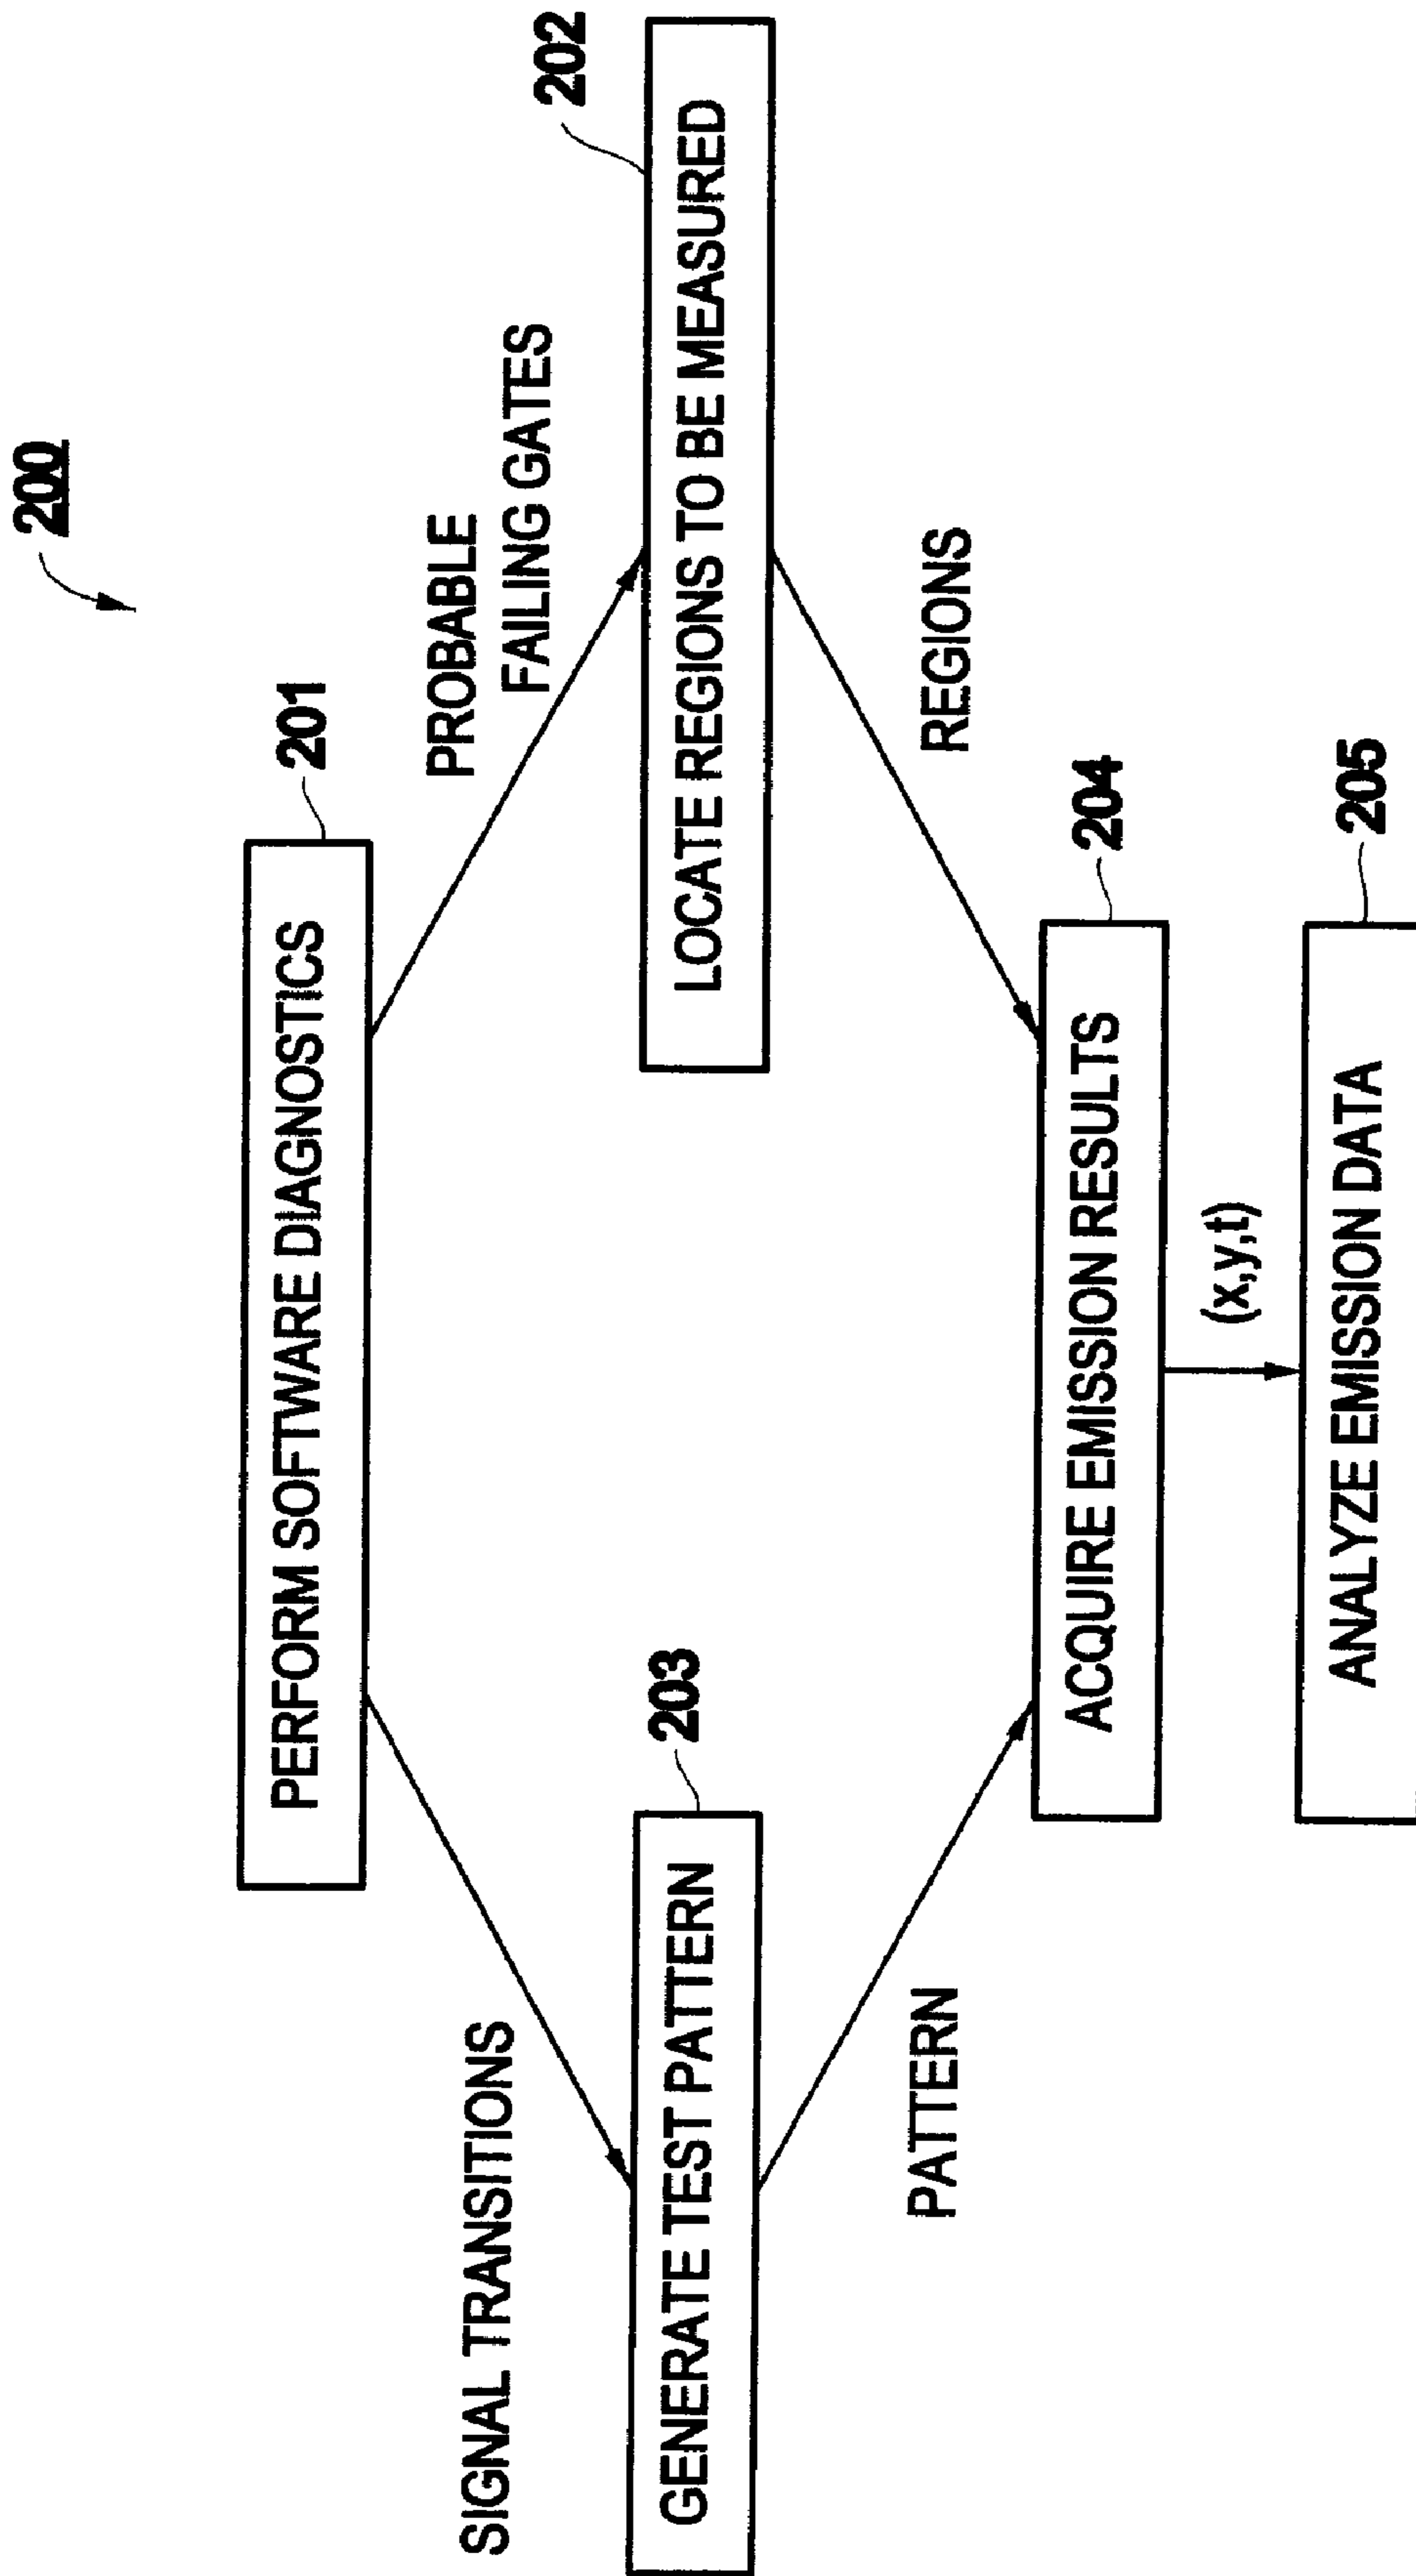 200
PERFORM SOFTWARE DIAGNOSTICS
201
SIGNAL TRANSITIONS
PROBABLE
FAILING GATES
GENERATE TEST PATTERN
203
LOCATE REGIONS TO BE MEASURED
202
PATTERN
REGIONS
ACQUIRE EMISSION RESULTS
204
(x,y,t)
ANALYZE EMISSION DATA
205